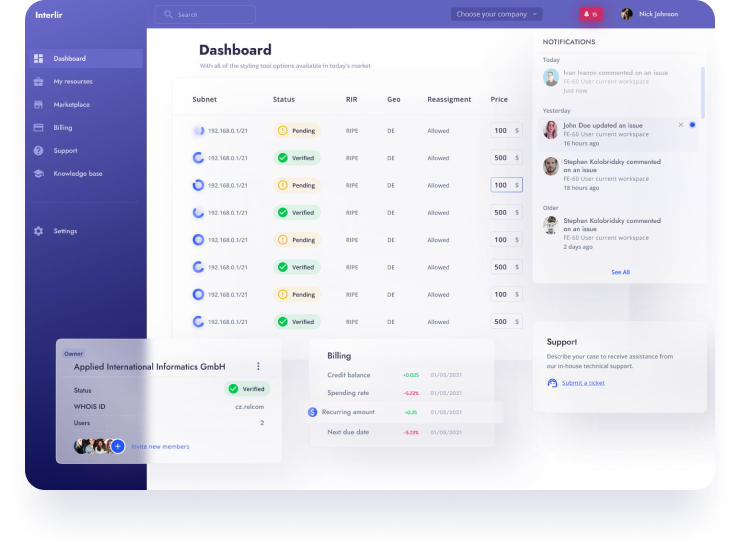 Interlir
Search
Choose your company
15
Nick Johnson
Dashboard
My resourses
Marketplace
Billing
Support
Knowledge base
Settings
Dashboard
With all of the styling tool options available in today's market
Subnet Status RIR Geo Reassigment Price
192.168.0.1/21 Pending RIPE DE Allowed 100 $
192.168.0.1/21 Verified RIPE DE Allowed 500 $
192.168.0.1/21 Pending RIPE DE Allowed 100 $
192.168.0.1/21 Verified RIPE DE Allowed 500 $
192.168.0.1/21 Pending RIPE DE Allowed 100 $
192.168.0.1/21 Verified RIPE DE Allowed 500 $
192.168.0.1/21 Pending RIPE DE Allowed 100 $
192.168.0.1/21 Verified RIPE DE Allowed 500 $
NOTIFICATIONS
Today
Ivan Ivanov commented on an issue
FE-60 User current workspace
Just now
Yesterday
John Doe updated an issue
FE-60 User current workspace
16 hours ago
Stephen Kolobridsky commented
on an issue
FE-60 User current workspace
18 hours ago
Older
Stephen Kolobridsky commented
on an issue
FE-60 User current workspace
2 days ago
See All
Owner
Applied International Informatics GmbH
Status Verified
WHOIS ID cz.relcom
Users 2
Invite new members
Billing
Credit balance +0.025 01/05/2021
Spending rate -5.22% 01/05/2021
$ Recurring amount +0.35 01/05/2021
Next due date -5.23% 01/05/2021
Support
Describe your case to receive assistance from
our in-house technical support.
Submit a ticket